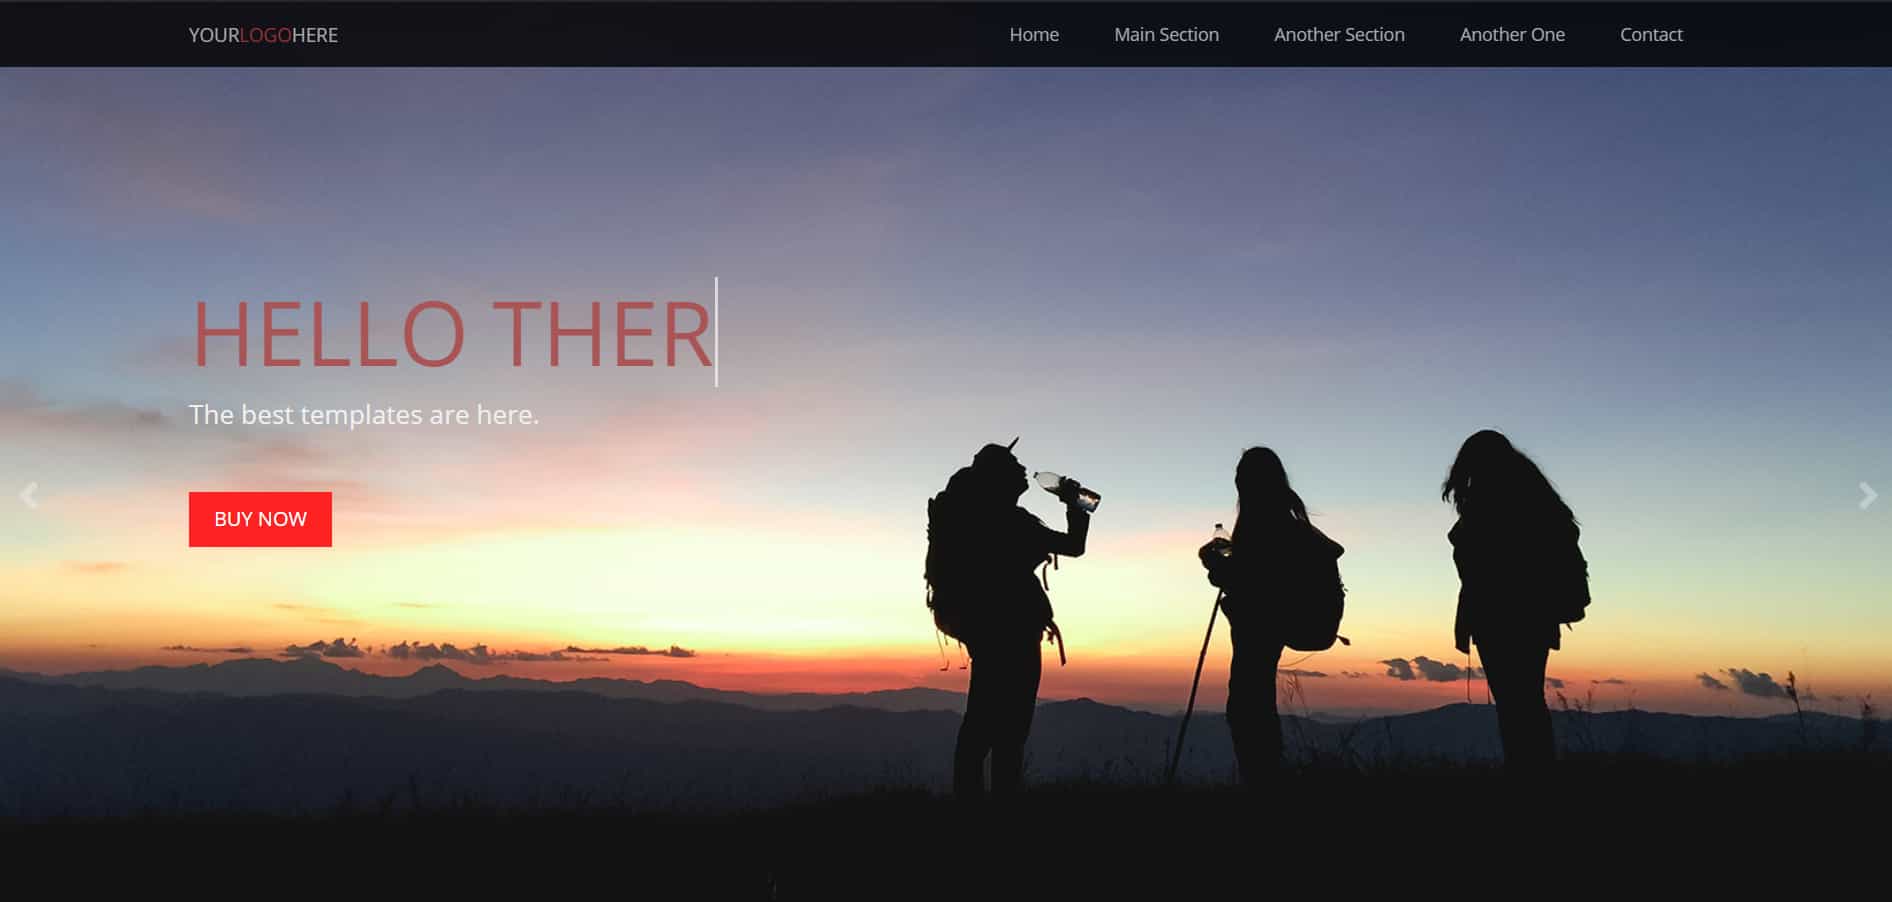 YOURLOGOHERE
Home
Main Section
Another Section
Another One
Contact
HELLO THER
The best templates are here.
BUY NOW